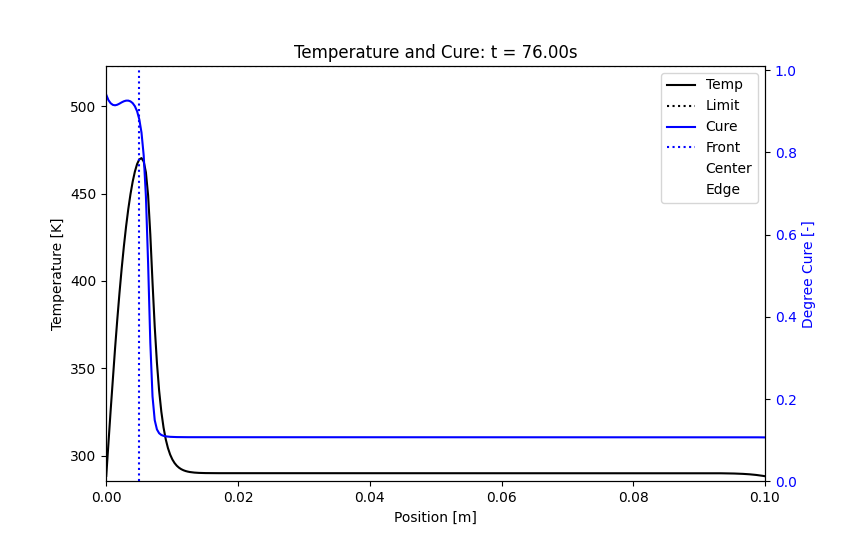 Temperature and Cure: t = 76.00s
Temp
Limit
Cure
Front
Center
Edge
500
450
400
350
300
Temperature [K]
1.0
0.8
0.6
0.4
0.2
0.0
Degree Cure [-]
0.00 0.02 0.04 0.06 0.08 0.10
Position [m]